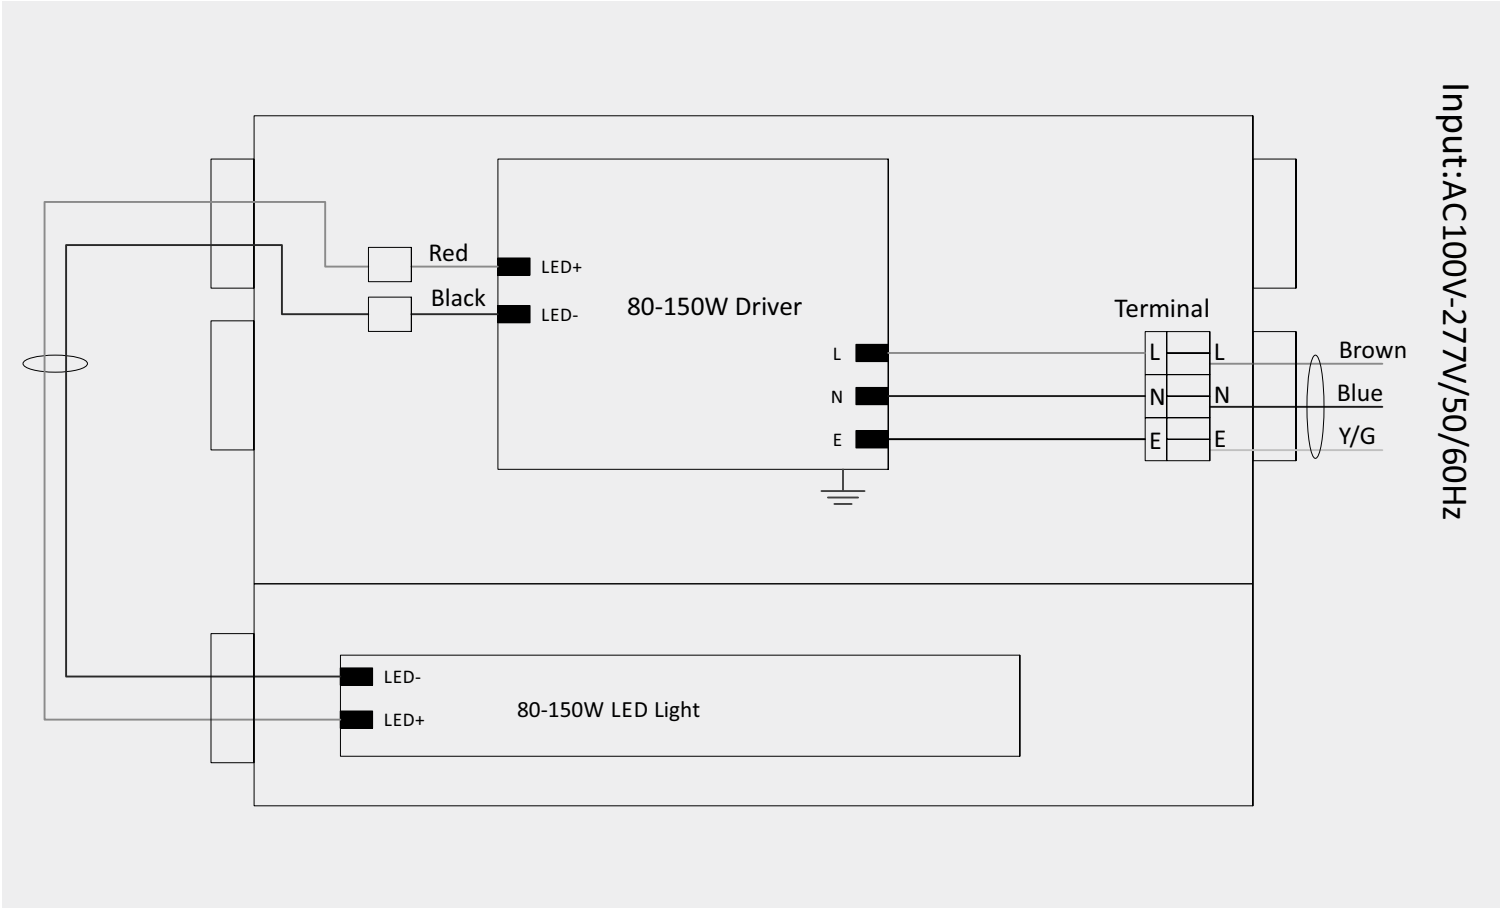 Input:AC100V-277V/50/60Hz
Red
LED+
Black
LED-
80-150W Driver
Terminal
L
L
L
Brown
N
N
N
Blue
E
E
E
Y/G
LED-
80-150W LED Light
LED+